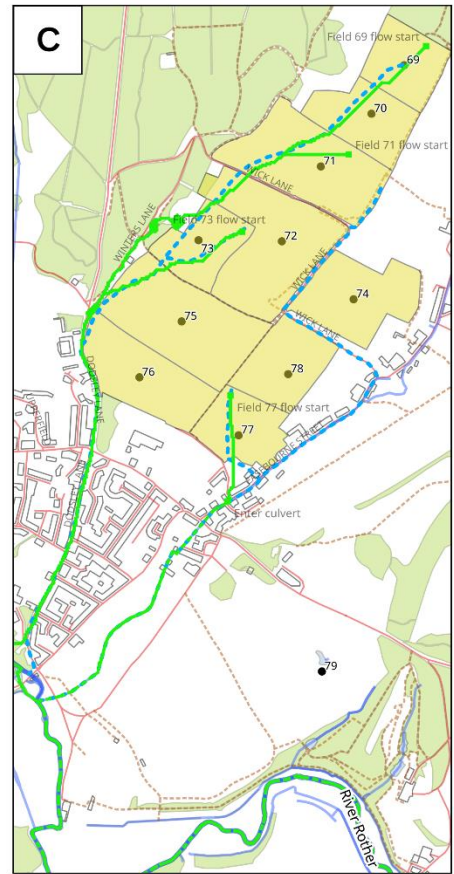 C
Field 69 flow start
69
70
Field 71 flow start
71
WICK LANE
WINTERS LANE
Field 73 flow start
73
72
WICK LANE
74
75
WICK LANE
DODSLEY LANE
76
78
Field 77 flow start
77
DODSLEY LANE
Enter culvert
79
River Rother